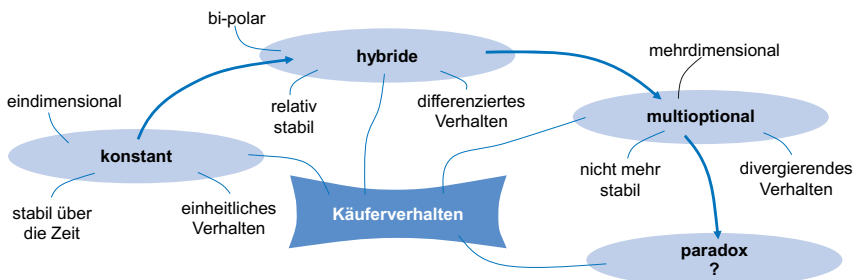 bi-polar
hybride
mehrdimensional
eindimensional
relativ
stabil
differenziertes
Verhalten
multioptional
konstant
nicht mehr
stabil
divergierendes
Verhalten
stabil über
die Zeit
einheitliches
Verhalten
Käuferverhalten
paradox
?